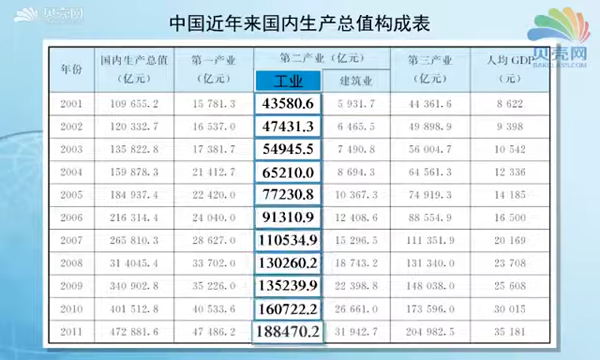 贝壳网
中国近年来国内生产总值构成表
贝壳网
年份 国内生产总值（亿元） 第一产业（亿元） 第二产业（亿元） 工业 建筑业 第三产业（亿元） 人均 GDP（元）
2001 109 655.2 15 781.3 43580.6 5 931.7 44 361.6 8 622
2002 120 332.7 16 537.0 47431.3 6 465.5 49 898.9 9 398
2003 135 822.8 17 381.7 54945.5 7 490.8 56 004.7 10 542
2004 159 878.3 21 412.7 65210.0 8 694.3 64 561.3 12 336
2005 184 937.4 22 420.0 77230.8 10 367.3 74 919.3 14 185
2006 216 314.4 24 040.0 91310.9 12 408.6 88 554.9 16 500
2007 265 810.3 28 627.0 110534.9 15 296.5 111 351.9 20 169
2008 31 4045.4 33 702.0 130260.2 18 743.2 131 340.0 23 708
2009 340 902.8 35 226.0 135239.9 22 398.8 148 038.0 25 608
2010 401 512.8 40 533.6 160722.2 26 661.0 173 596.0 30 015
2011 472 881.6 47 486.2 188470.2 31 942.7 204 982.5 35 181